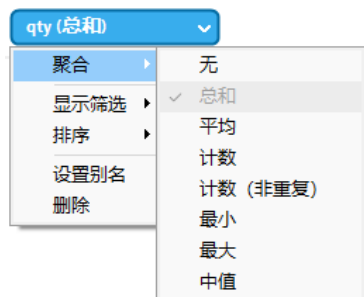 qty (总和)
聚合
显示筛选
排序
设置别名
删除
无
总和
平均
计数
计数（非重复）
最小
最大
中值